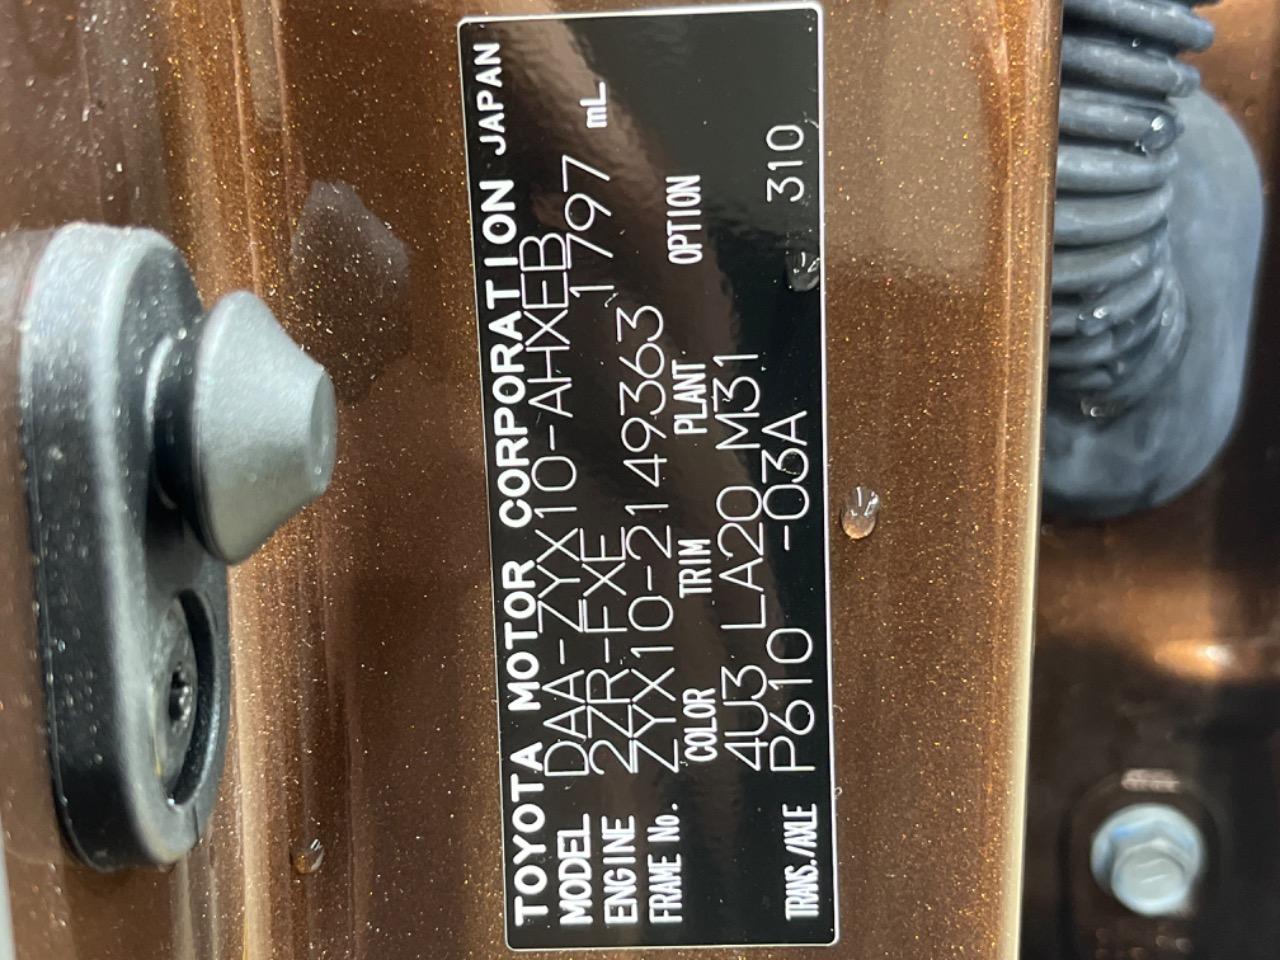 TOYOTA MOTOR CORPORATION JAPAN
MODEL DAA-ZYX10-AHXEB
ENGINE 2ZR-FXE 1797 mL
FRAME No. ZYX10-2149363
COLOR TRIM PLANT OPTION
4U3 LA20 M31
TRANS./AXLE P610 -03A 310